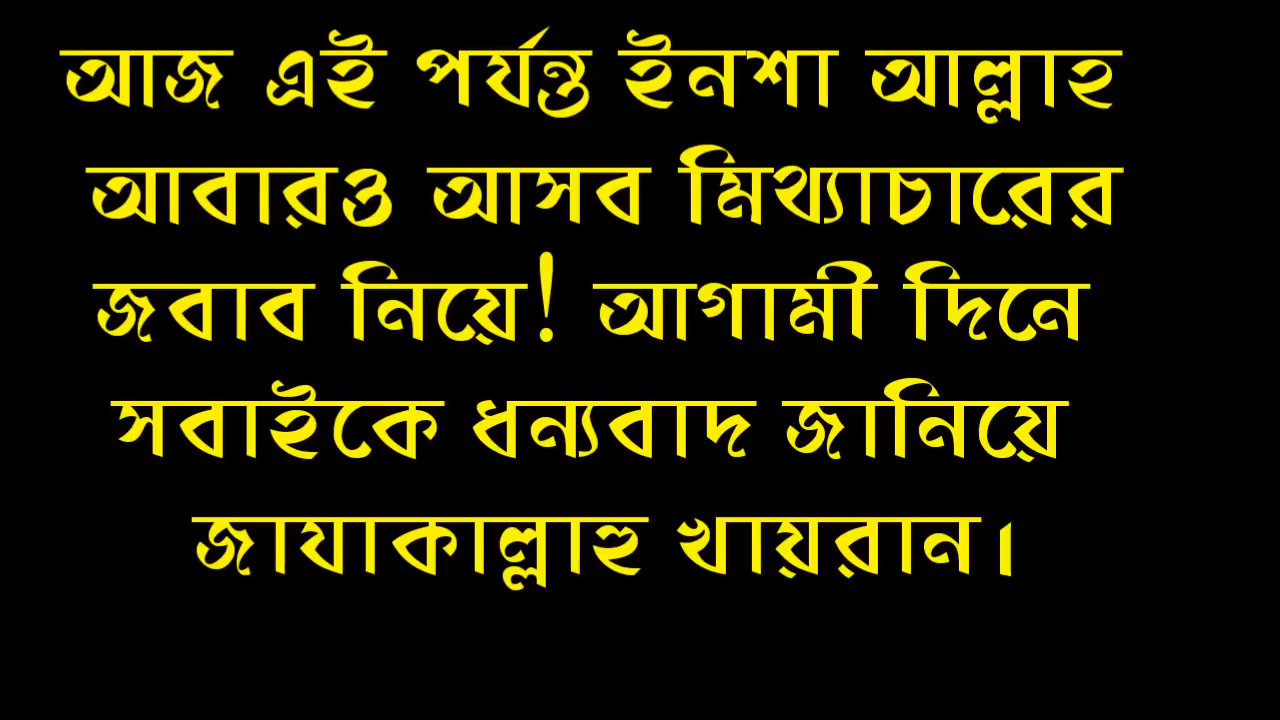 আজ এই পর্যন্ত ইনশা আল্লাহ
আবারও আসব মিথ্যাচারের
জবাব নিয়ে! আগামী দিনে
সবাইকে ধন্যবাদ জানিয়ে
জাযাকাল্লাহু খায়রান।